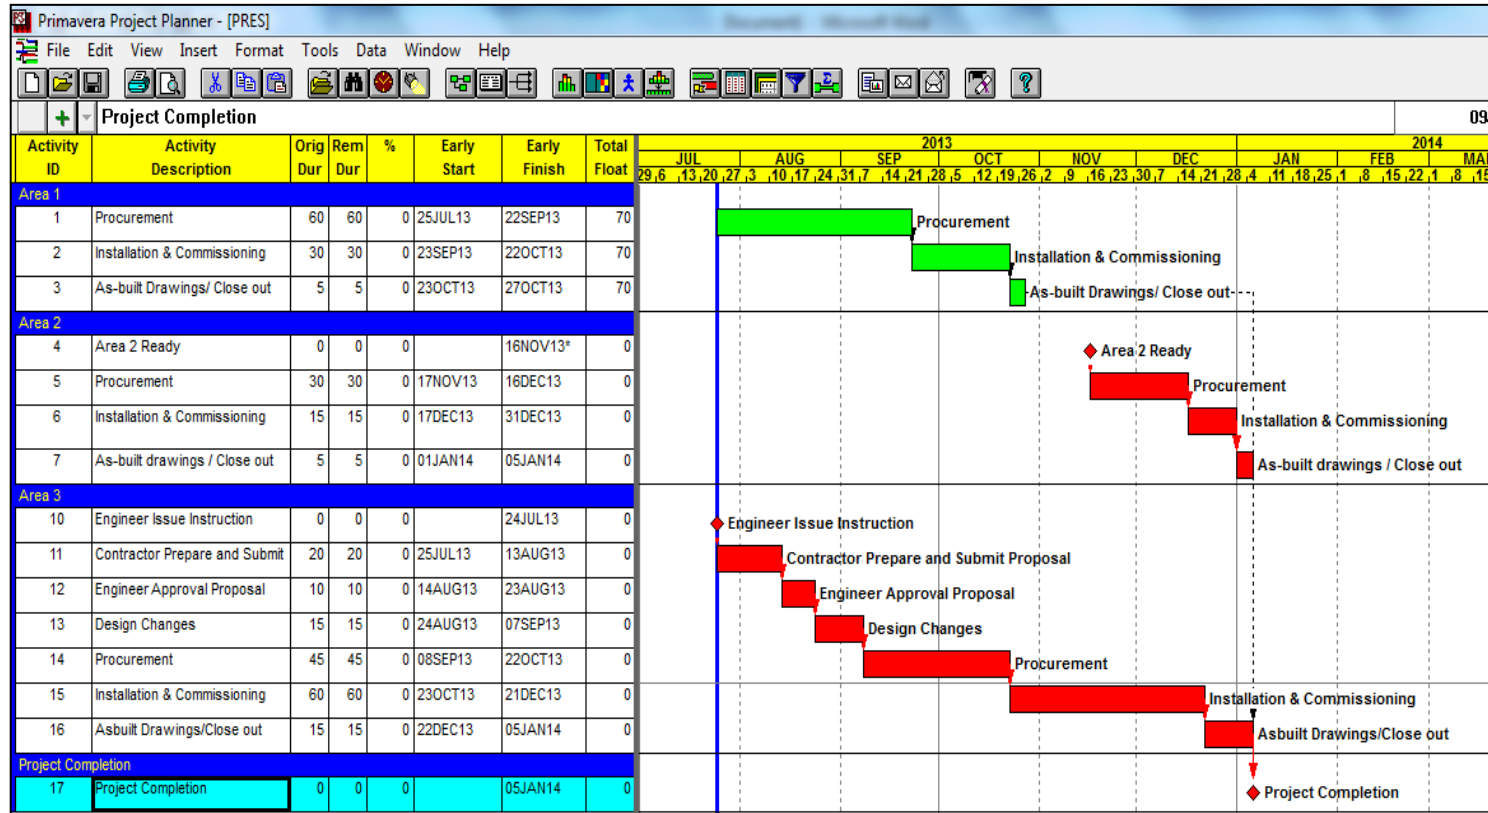 Primavera Project Planner - [PRES]
File Edit View Insert Format Tools Data Window Help
Project Completion 09
Activity ID Activity Description Orig Dur Rem Dur % Early Start Early Finish Total Float
2013 2014
JUL AUG SEP OCT NOV DEC JAN FEB MA
29,6 ,13,20,27,3 ,10,17,24,31,7 ,14,21,28,5 ,12,19,26,2 ,9 ,16,23,30,7 ,14,21,28,4 ,11,18,25,1 ,8 ,15,22,1 ,8 ,15
Area 1
1 Procurement 60 60 0 25JUL13 22SEP13 70 Procurement
2 Installation & Commissioning 30 30 0 23SEP13 22OCT13 70 Installation & Commissioning
3 As-built Drawings/ Close out 5 5 0 23OCT13 27OCT13 70 As-built Drawings/ Close out
Area 2
4 Area 2 Ready 0 0 0 16NOV13* 0 Area 2 Ready
5 Procurement 30 30 0 17NOV13 16DEC13 0 Procurement
6 Installation & Commissioning 15 15 0 17DEC13 31DEC13 0 Installation & Commissioning
7 As-built drawings / Close out 5 5 0 01JAN14 05JAN14 0 As-built drawings / Close out
Area 3
10 Engineer Issue Instruction 0 0 0 24JUL13 0 Engineer Issue Instruction
11 Contractor Prepare and Submit 20 20 0 25JUL13 13AUG13 0 Contractor Prepare and Submit Proposal
12 Engineer Approval Proposal 10 10 0 14AUG13 23AUG13 0 Engineer Approval Proposal
13 Design Changes 15 15 0 24AUG13 07SEP13 0 Design Changes
14 Procurement 45 45 0 08SEP13 22OCT13 0 Procurement
15 Installation & Commissioning 60 60 0 23OCT13 21DEC13 0 Installation & Commissioning
16 Asbuilt Drawings/Close out 15 15 0 22DEC13 05JAN14 0 Asbuilt Drawings/Close out
Project Completion
17 Project Completion 0 0 0 05JAN14 0 Project Completion